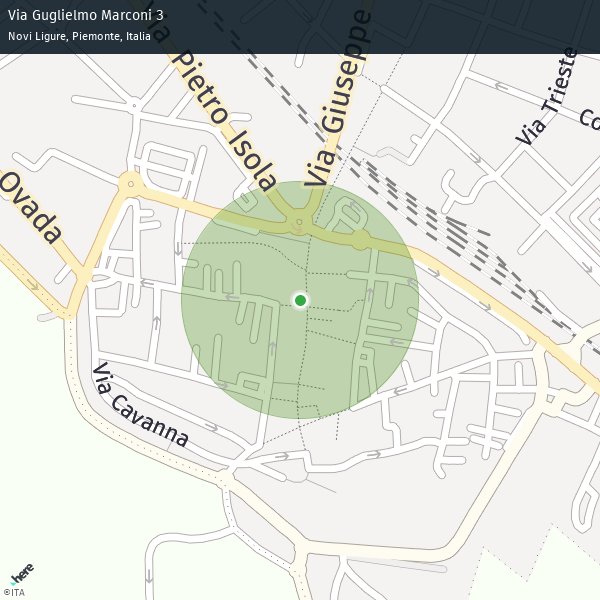 Via Guglielmo Marconi 3
Novi Ligure, Piemonte, Italia
Via Pietro Isola
Via Giuseppe
Via Trieste
Co
Ovada
Via Cavanna
here
©ITA